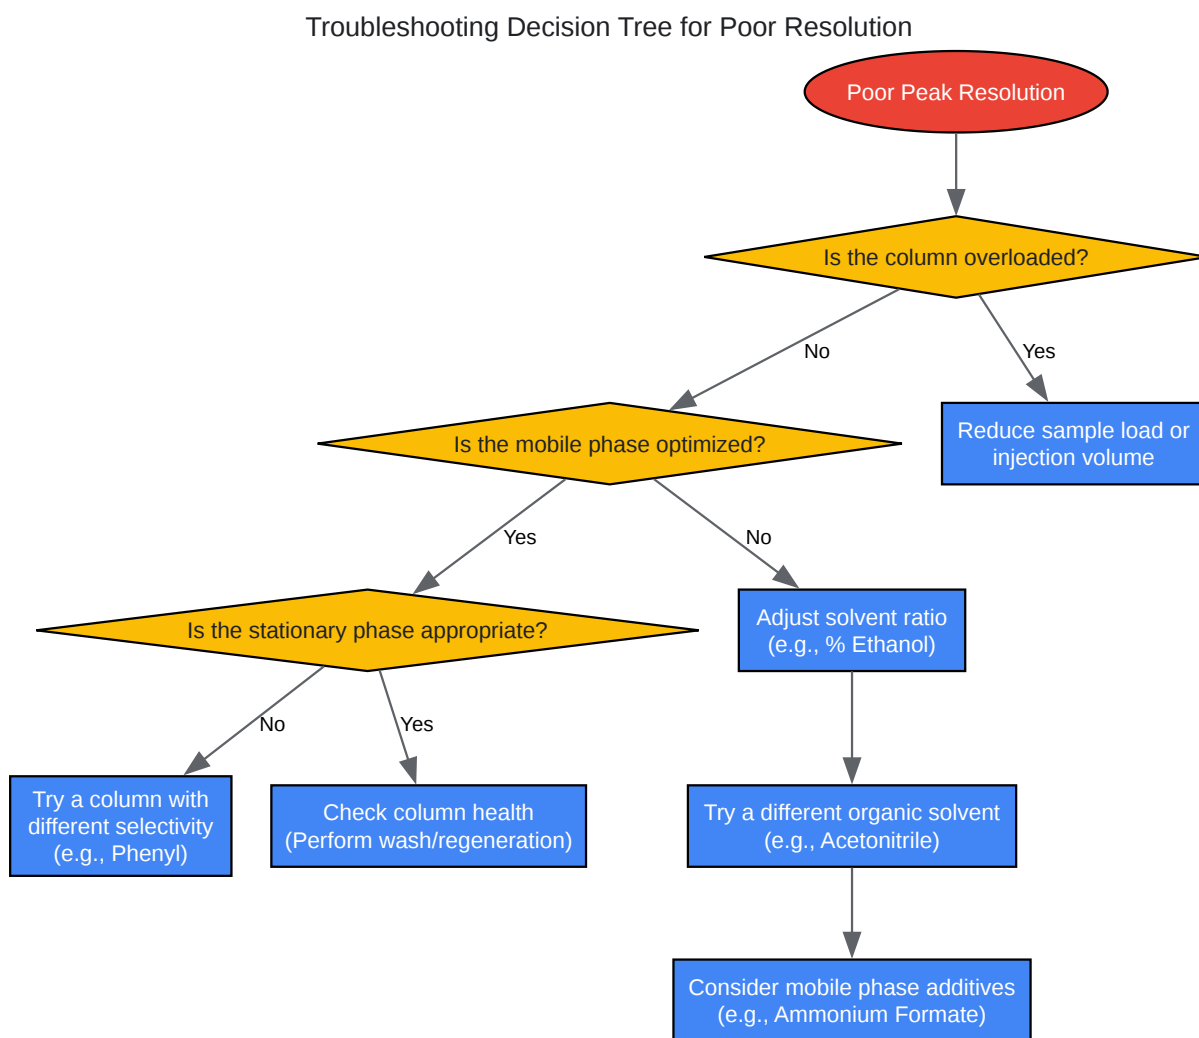 Troubleshooting Decision Tree for Poor Resolution
Poor Peak Resolution
Is the column overloaded?
No
Yes
Is the mobile phase optimized?
Reduce sample load or
injection volume
Yes
No
Is the stationary phase appropriate?
Adjust solvent ratio
(e.g., % Ethanol)
No
Yes
Try a column with
different selectivity
(e.g., Phenyl)
Check column health
(Perform wash/regeneration)
Try a different organic solvent
(e.g., Acetonitrile)
Consider mobile phase additives
(e.g., Ammonium Formate)